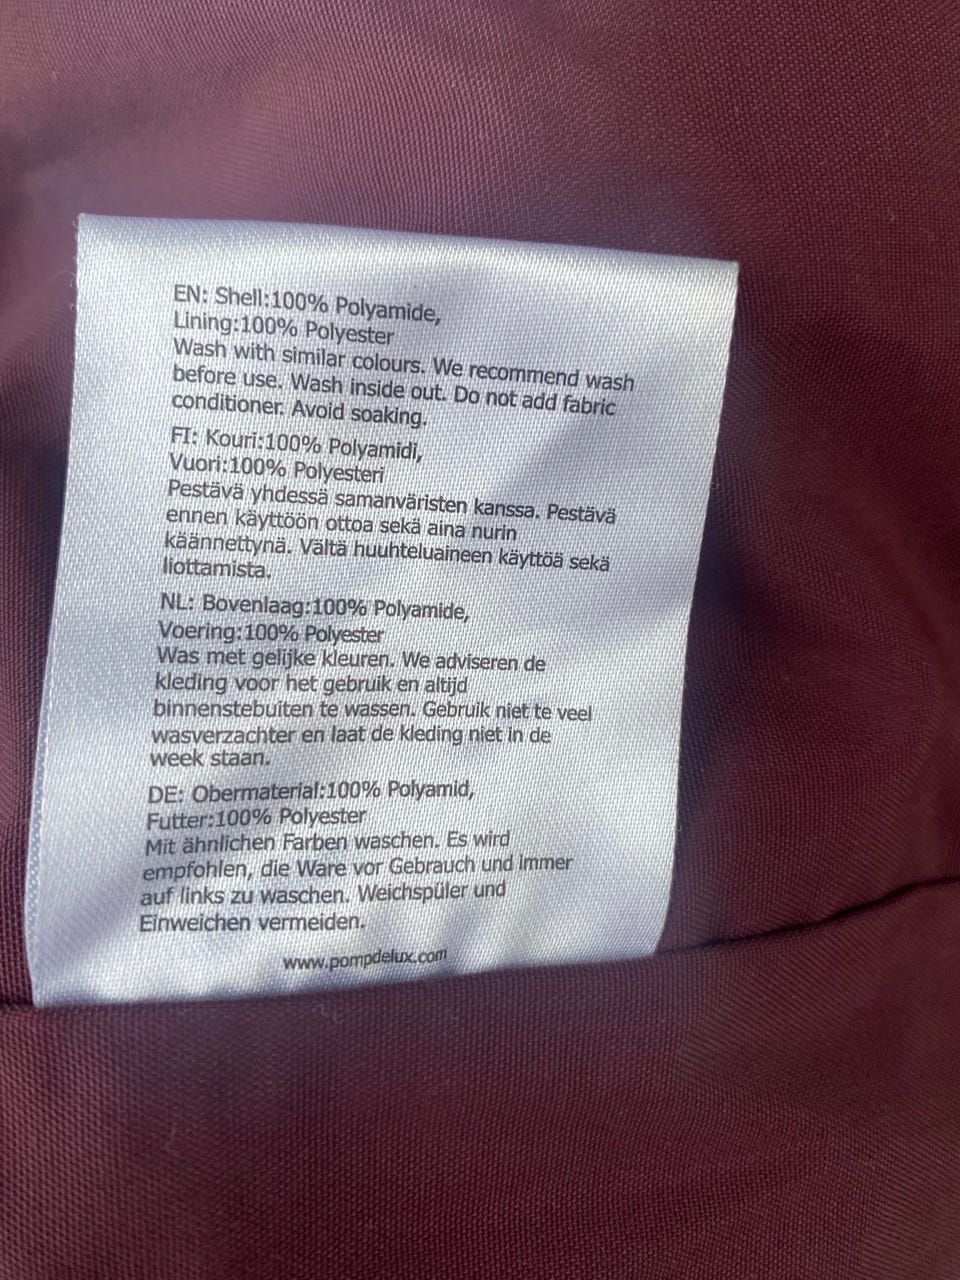 EN: Shell:100% Polyamide,
Lining:100% Polyester
Wash with similar colours. We recommend wash
before use. Wash inside out. Do not add fabric
conditioner. Avoid soaking.
FI: Kouri:100% Polyamidi,
Vuori:100% Polyesteri
Pestävä yhdessä samanväristen kanssa. Pestävä
ennen käyttöön ottoa sekä aina nurin
käännettynä. Vältä huuhteluaineen käyttöä sekä
liottamista.
NL: Bovenlaag:100% Polyamide,
Voering:100% Polyester
Was met gelijke kleuren. We adviseren de
kleding voor het gebruik en altijd
binnenstebuiten te wassen. Gebruik niet te veel
wasverzachter en laat de kleding niet in de
week staan.
DE: Obermaterial:100% Polyamid,
Futter:100% Polyester
Mit ähnlichen Farben waschen. Es wird
empfohlen, die Ware vor Gebrauch und immer
auf links zu waschen. Weichspüler und
Einweichen vermeiden.
www.pompdelux.com